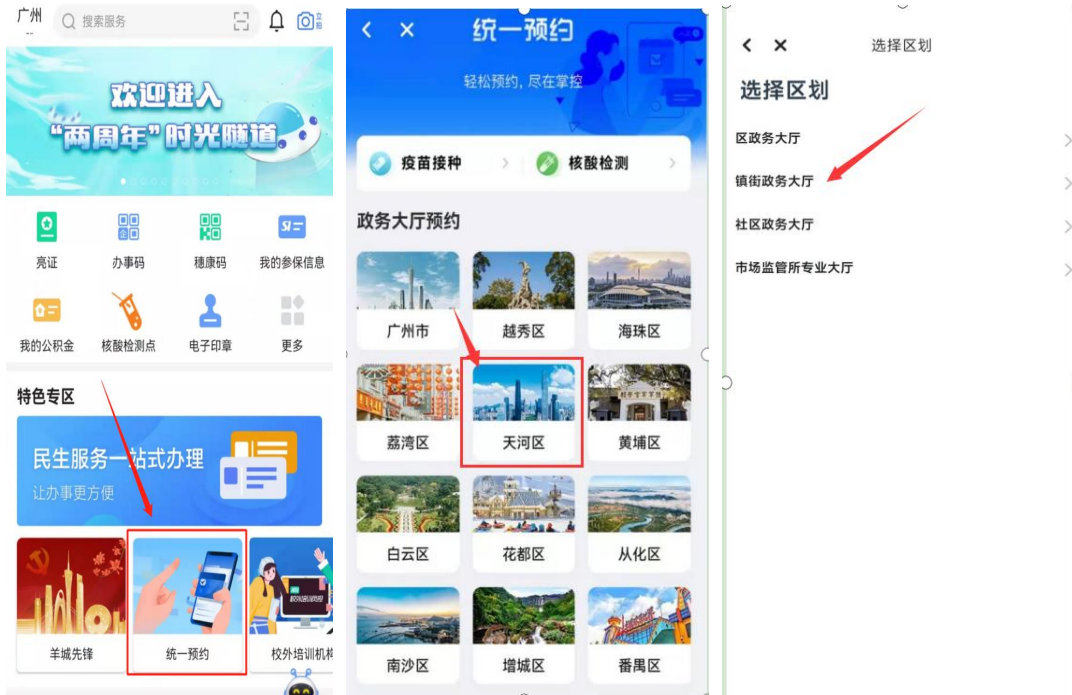 广州
搜索服务
欢迎进入
“两周年”时光隧道
亮证
办事码
穗康码
我的参保信息
我的公积金
核酸检测点
电子印章
更多
特色专区
民生服务一站式办理
让办事更方便
羊城先锋
统一预约
校外培训机构
统一预约
轻松预约，尽在掌控
疫苗接种
核酸检测
政务大厅预约
广州市
越秀区
海珠区
荔湾区
天河区
黄埔区
白云区
花都区
从化区
南沙区
增城区
番禺区
选择区划
选择区划
区政务大厅
镇街政务大厅
社区政务大厅
市场监管所专业大厅